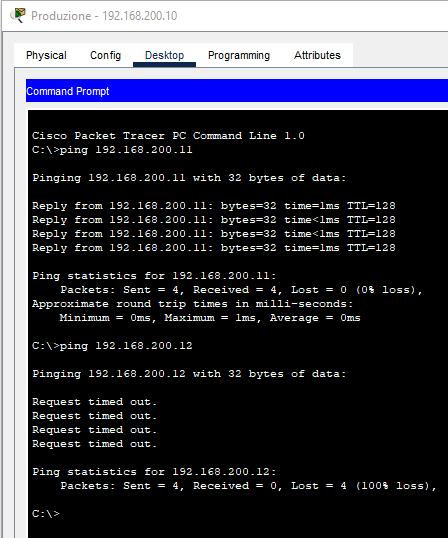 Produzione - 192.168.200.10
Physical Config Desktop Programming Attributes
Command Prompt
Cisco Packet Tracer PC Command Line 1.0
C:\>ping 192.168.200.11
Pinging 192.168.200.11 with 32 bytes of data:
Reply from 192.168.200.11: bytes=32 time=1ms TTL=128
Reply from 192.168.200.11: bytes=32 time<1ms TTL=128
Reply from 192.168.200.11: bytes=32 time<1ms TTL=128
Reply from 192.168.200.11: bytes=32 time=1ms TTL=128
Ping statistics for 192.168.200.11:
Packets: Sent = 4, Received = 4, Lost = 0 (0% loss),
Approximate round trip times in milli-seconds:
Minimum = 0ms, Maximum = 1ms, Average = 0ms
C:\>ping 192.168.200.12
Pinging 192.168.200.12 with 32 bytes of data:
Request timed out.
Request timed out.
Request timed out.
Request timed out.
Ping statistics for 192.168.200.12:
Packets: Sent = 4, Received = 0, Lost = 4 (100% loss),
C:\>